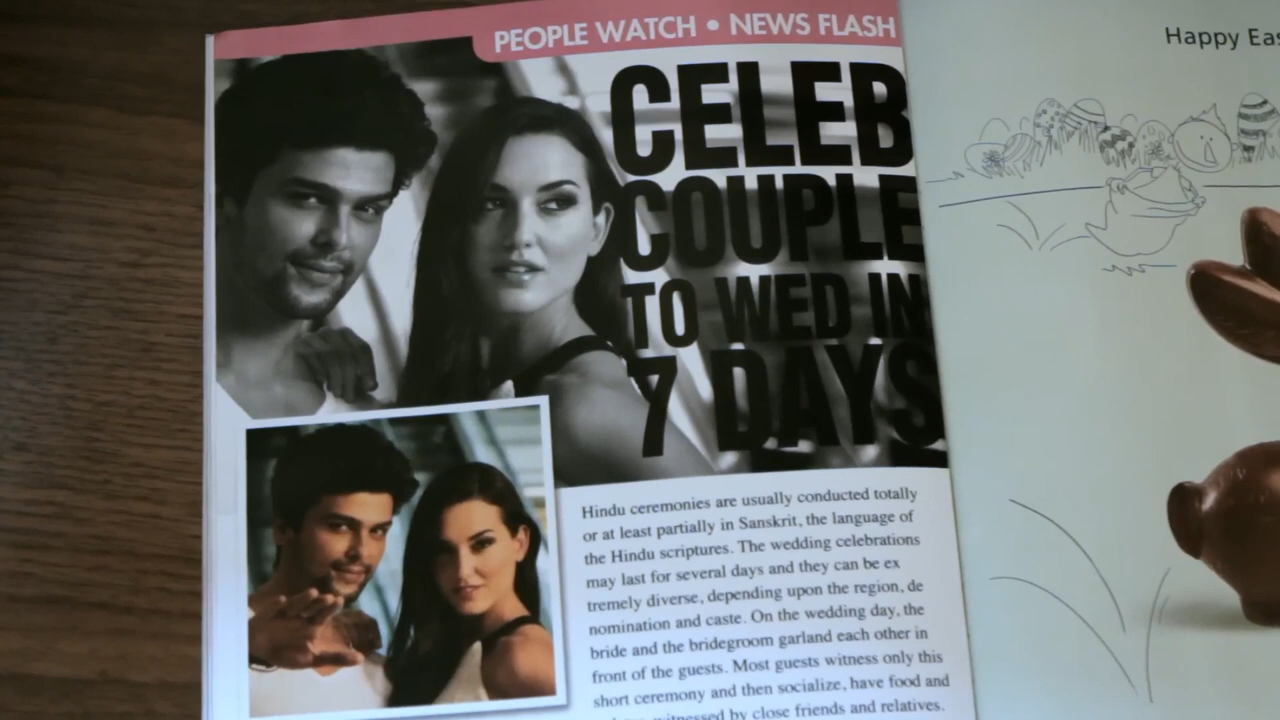 PEOPLE WATCH • NEWS FLASH
CELEB
COUPLE
TO WED IN
7 DAYS
Hindu ceremonies are usually conducted totally
or at least partially in Sanskrit, the language of
the Hindu scriptures. The wedding celebrations
may last for several days and they can be ex
tremely diverse, depending upon the region, de
nomination and caste. On the wedding day, the
bride and the bridegroom garland each other in
front of the guests. Most guests witness only this
short ceremony and then socialize, have food and
witnessed by close friends and relatives.
Happy Eas